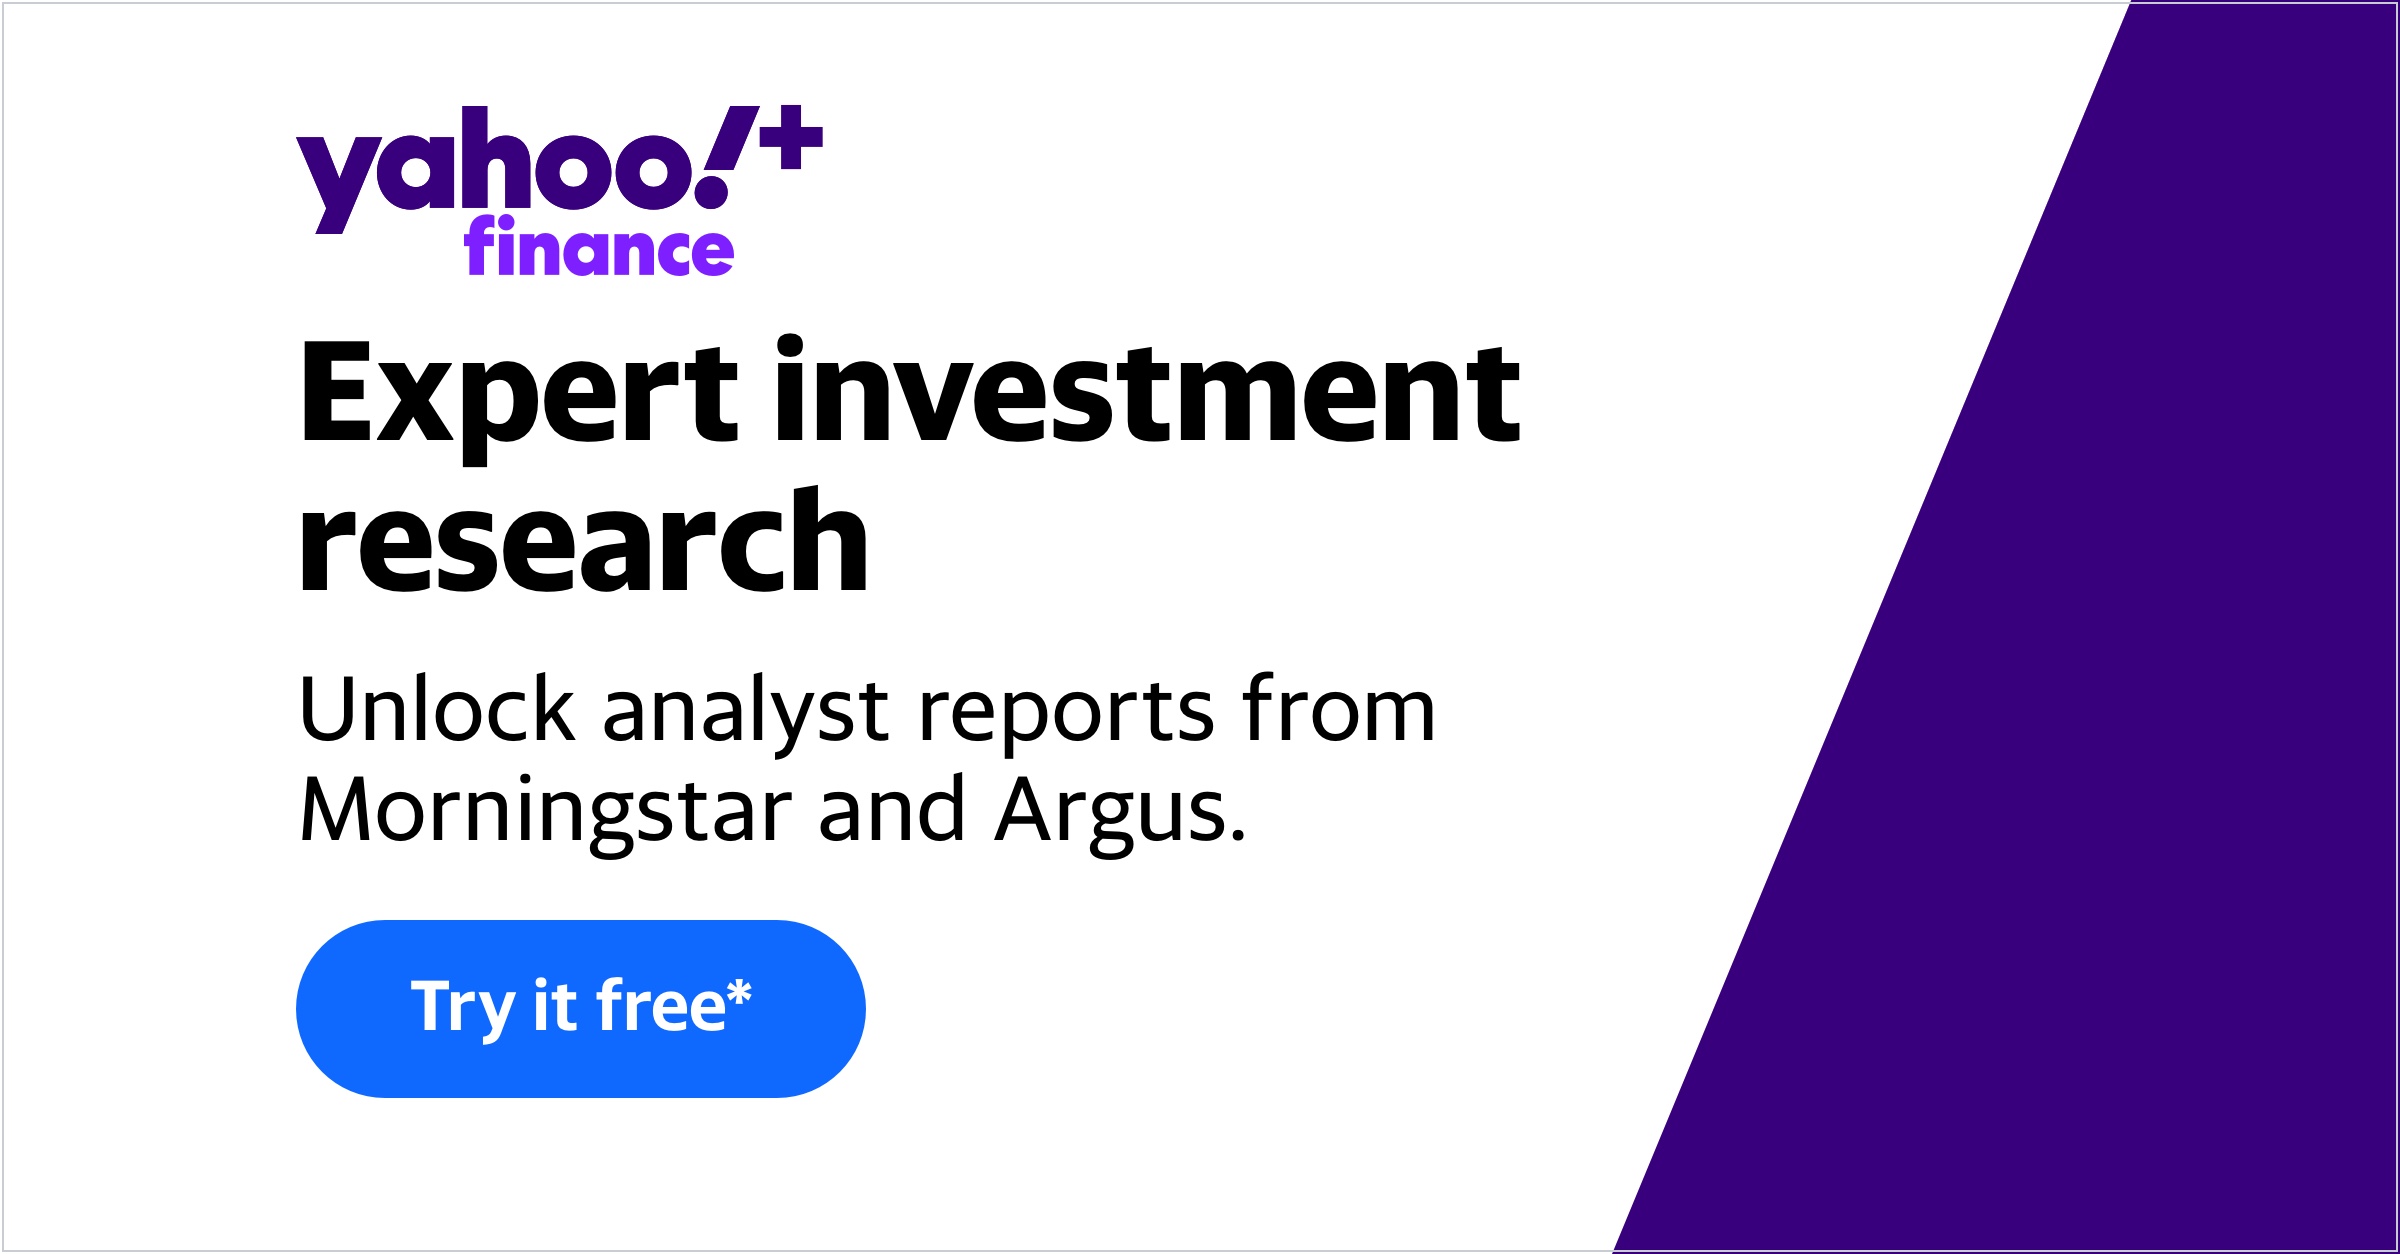 yahoo!+
finance
Expert investment
research
Unlock analyst reports from
Morningstar and Argus.
Try it free*